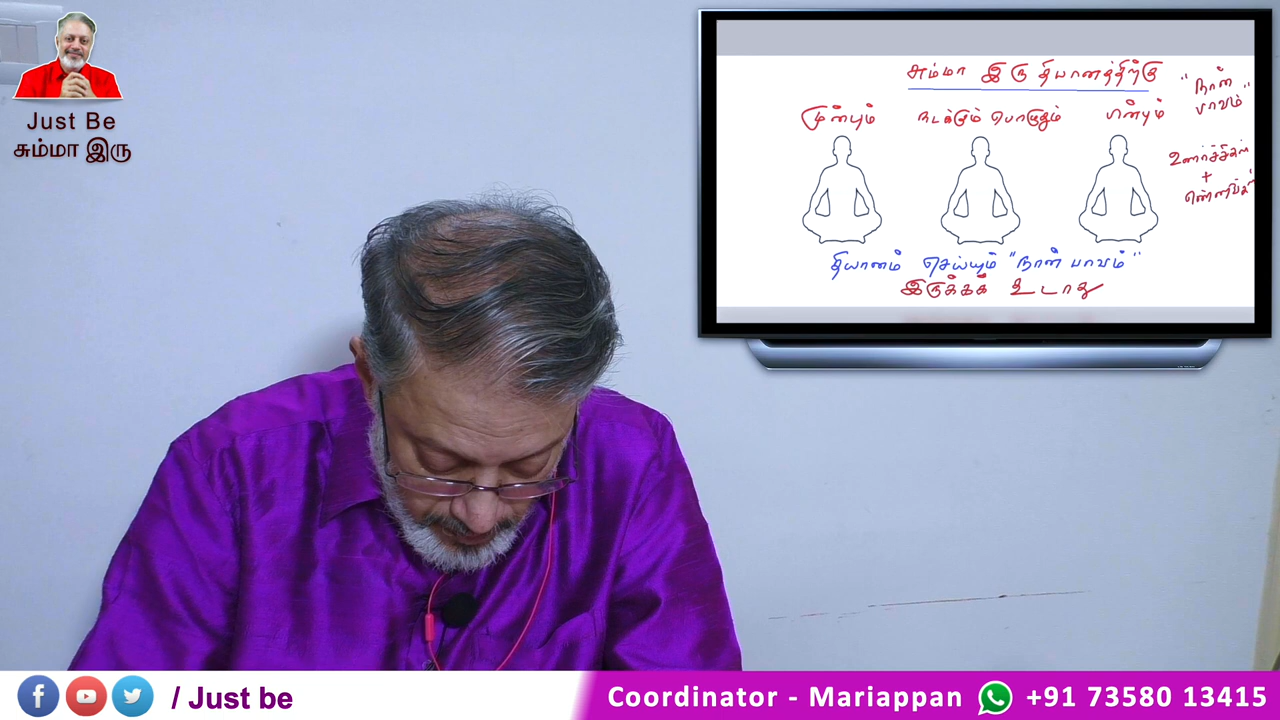 Just Be
சும்மா இரு
சும்மா இரு தியானத்திற்கு
முன்பும் நடக்கும் பொழுதும் பின்பும்
"நான்
பாவம்"
உணர்ச்சிகள்
+
எண்ணங்கள்
தியானம் செய்யும் "நான் பாவம்"
இருக்கக் கூடாது
/ Just be
Coordinator - Mariappan +91 73580 13415